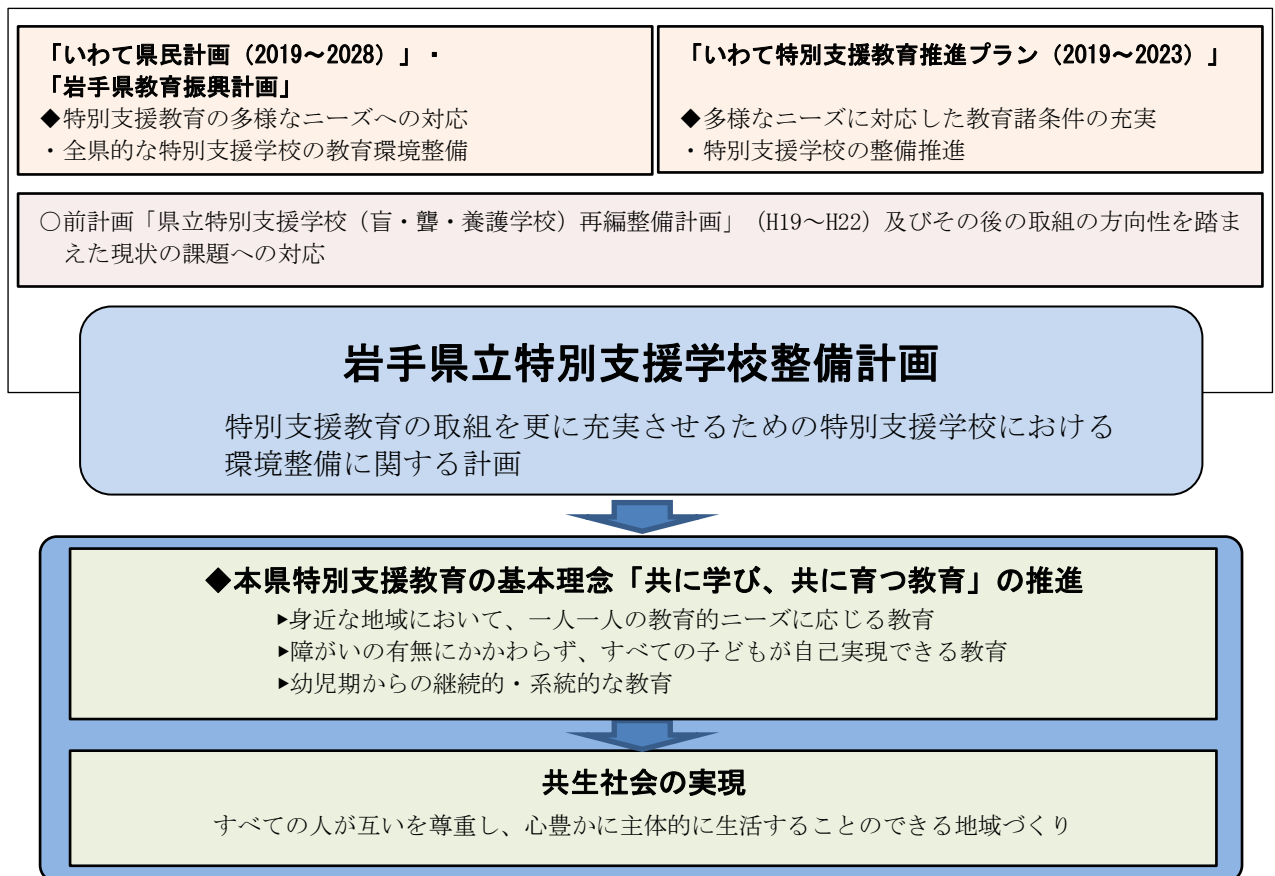 「いわて県民計画（2019～2028）」・
「岩手県教育振興計画」
◆特別支援教育の多様なニーズへの対応
・全県的な特別支援学校の教育環境整備
「いわて特別支援教育推進プラン（2019～2023）」
◆多様なニーズに対応した教育諸条件の充実
・特別支援学校の整備推進
○前計画「県立特別支援学校（盲・聾・養護学校）再編整備計画」（H19～H22）及びその後の取組の方向性を踏ま
えた現状の課題への対応
岩手県立特別支援学校整備計画
特別支援教育の取組を更に充実させるための特別支援学校における
環境整備に関する計画
◆本県特別支援教育の基本理念「共に学び、共に育つ教育」の推進
▶身近な地域において、一人一人の教育的ニーズに応じる教育
▶障がいの有無にかかわらず、すべての子どもが自己実現できる教育
▶幼児期からの継続的・系統的な教育
共生社会の実現
すべての人が互いを尊重し、心豊かに主体的に生活することのできる地域づくり